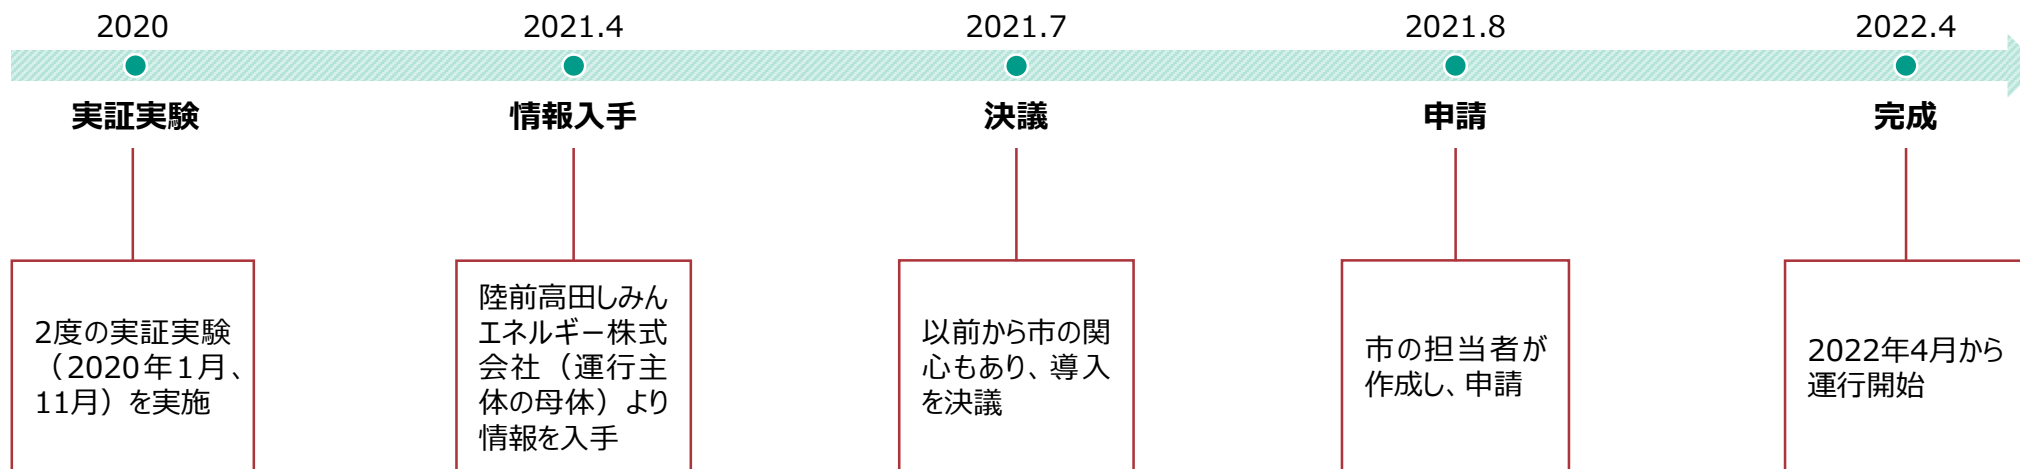 2020
2021.4
2021.7
2021.8
2022.4
実証実験
情報入手
決議
申請
完成
2度の実証実験
（2020年1月、
11月）を実施
陸前高田しみん
エネルギー株式
会社（運行主
体の母体）より
情報を入手
以前から市の関
心もあり、導入
を決議
市の担当者が
作成し、申請
2022年4月から
運行開始